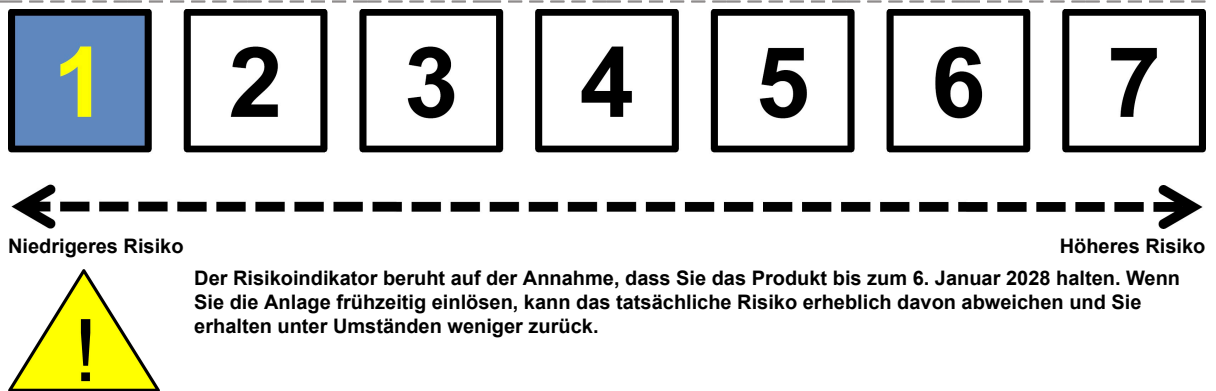 1 2 3 4 5 6 7
Niedrigeres Risiko Höheres Risiko
Der Risikoindikator beruht auf der Annahme, dass Sie das Produkt bis zum 6. Januar 2028 halten. Wenn
Sie die Anlage frühzeitig einlösen, kann das tatsächliche Risiko erheblich davon abweichen und Sie
erhalten unter Umständen weniger zurück.
!